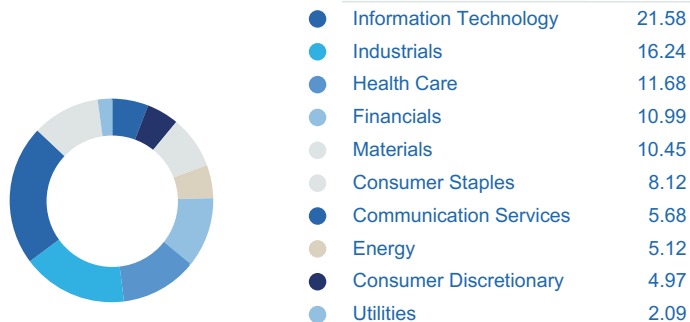 Information Technology 21.58
Industrials 16.24
Health Care 11.68
Financials 10.99
Materials 10.45
Consumer Staples 8.12
Communication Services 5.68
Energy 5.12
Consumer Discretionary 4.97
Utilities 2.09